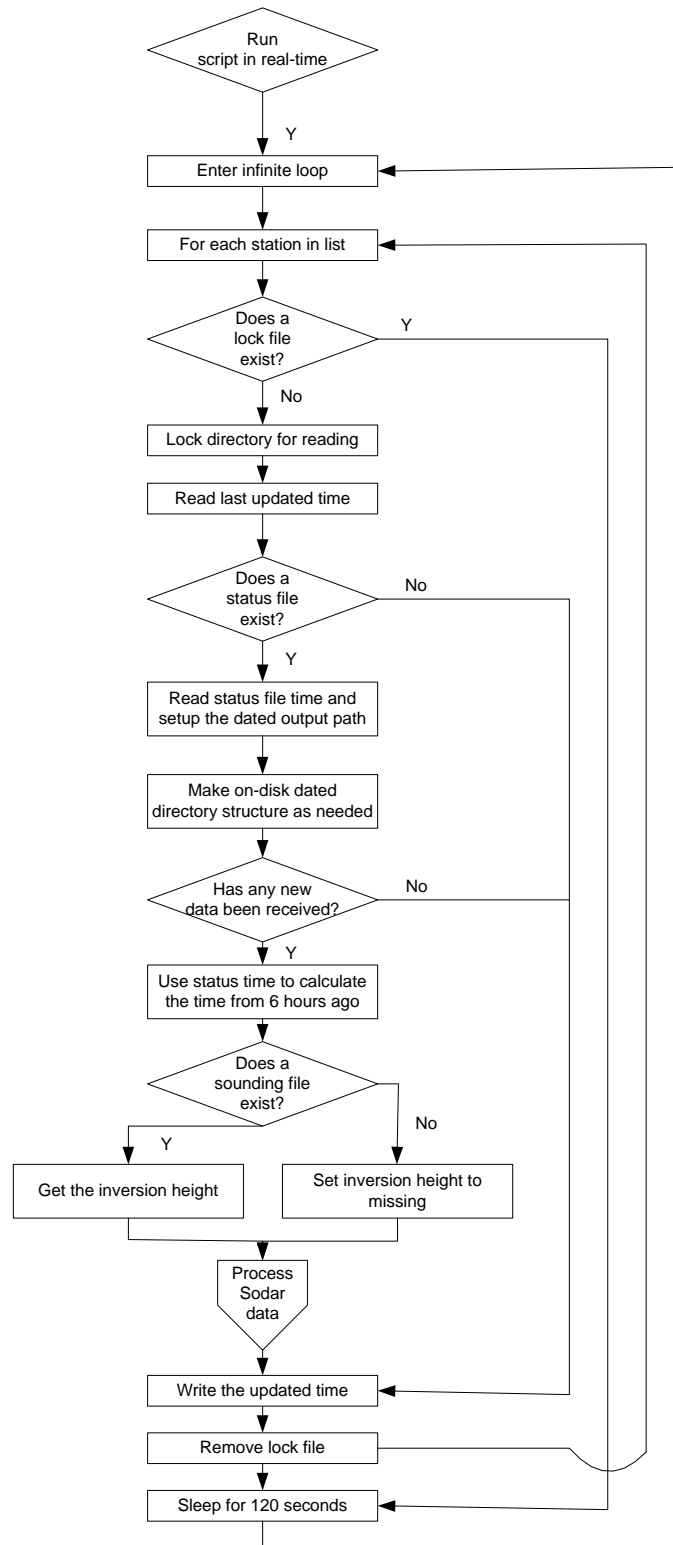 Run
script in real-time
Y
Enter infinite loop
For each station in list
Does a
lock file
exist?
Y
No
Lock directory for reading
Read last updated time
Does a
status file
exist?
No
Y
Read status file time and
setup the dated output path
Make on-disk dated
directory structure as needed
Has any new
data been received?
No
Y
Use status time to calculate
the time from 6 hours ago
Does a
sounding file
exist?
Y
No
Get the inversion height
Set inversion height to
missing
Process
Sodar
data
Write the updated time
Remove lock file
Sleep for 120 seconds